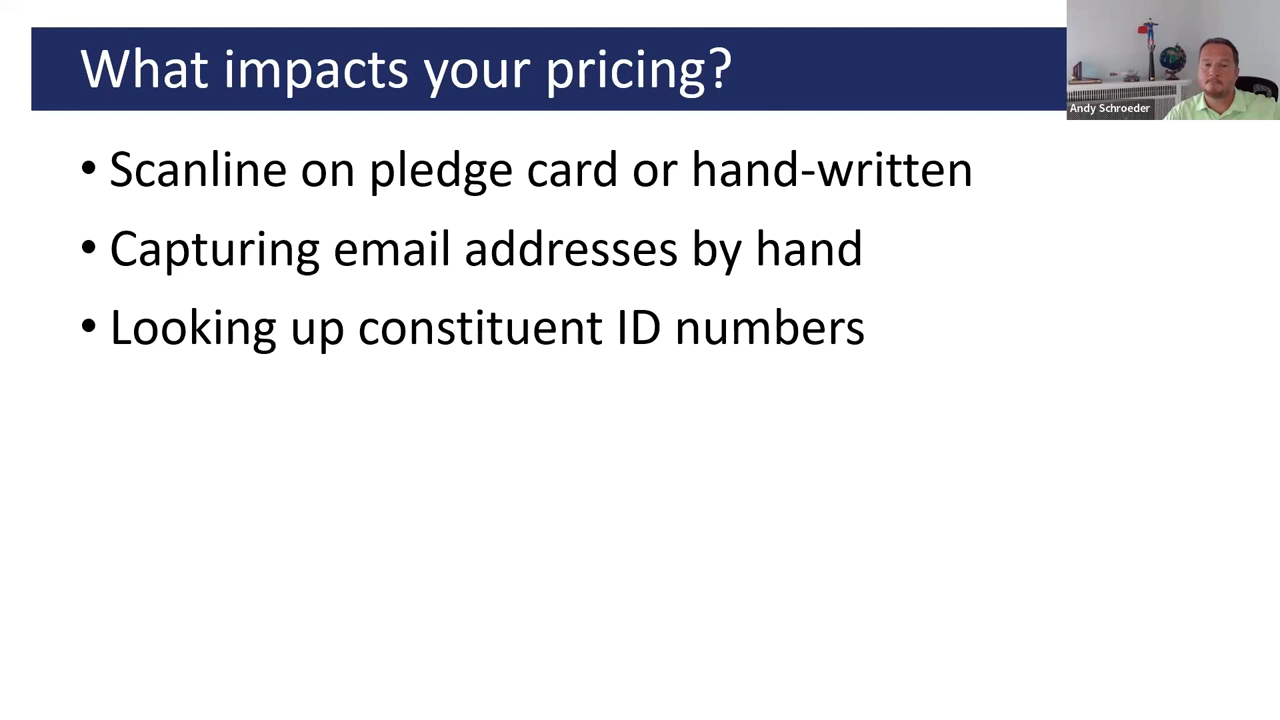 What impacts your pricing?
Andy Schroeder
• Scanline on pledge card or hand-written
• Capturing email addresses by hand
• Looking up constituent ID numbers